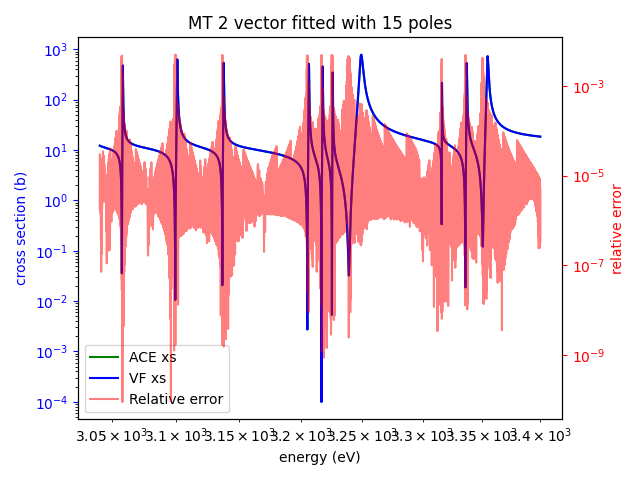 MT 2 vector fitted with 15 poles
10³
10²
10¹
10⁰
10⁻¹
10⁻²
10⁻³
10⁻⁴
cross section (b)
10⁻³
10⁻⁵
10⁻⁷
10⁻⁹
relative error
ACE xs
VF xs
Relative error
3.05 × 10³ 3.1 × 10³ 3.15 × 10³ 3.2 × 10³ 3.25 × 10³ 3.3 × 10³ 3.35 × 10³ 3.4 × 10³
energy (eV)